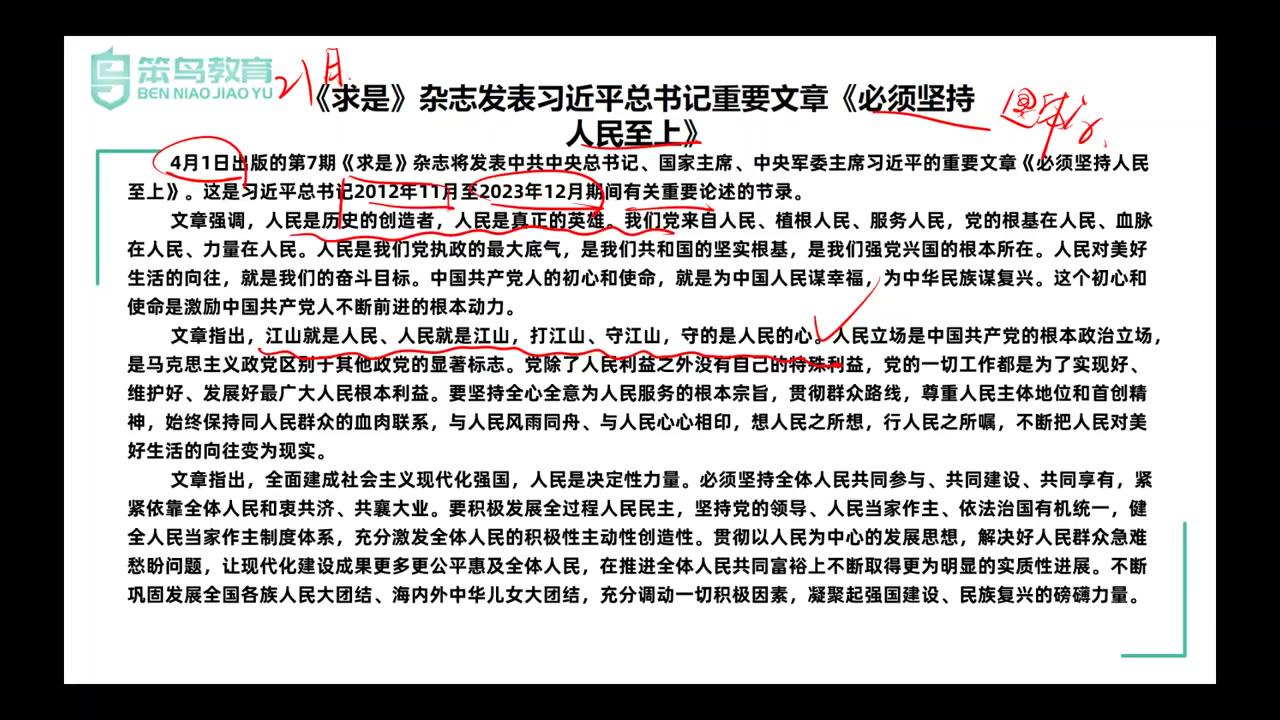 笨鸟教育
BEN NIAO JIAO YU
21月
《求是》杂志发表习近平总书记重要文章《必须坚持
人民至上》
4月1日出版的第7期《求是》杂志将发表中共中央总书记、国家主席、中央军委主席习近平的重要文章《必须坚持人民
至上》。这是习近平总书记2012年11月至2023年12月期间有关重要论述的节录。
文章强调，人民是历史的创造者，人民是真正的英雄。我们党来自人民、植根人民、服务人民，党的根基在人民、血脉
在人民、力量在人民。人民是我们党执政的最大底气，是我们共和国的坚实根基，是我们强党兴国的根本所在。人民对美好
生活的向往，就是我们的奋斗目标。中国共产党人的初心和使命，就是为中国人民谋幸福，为中华民族谋复兴。这个初心和
使命是激励中国共产党人不断前进的根本动力。
文章指出，江山就是人民、人民就是江山，打江山、守江山，守的是人民的心。人民立场是中国共产党的根本政治立场，
是马克思主义政党区别于其他政党的显著标志。党除了人民利益之外没有自己的特殊利益，党的一切工作都是为了实现好、
维护好、发展好最广大人民根本利益。要坚持全心全意为人民服务的根本宗旨，贯彻群众路线，尊重人民主体地位和首创精
神，始终保持同人民群众的血肉联系，与人民风雨同舟、与人民心心相印，想人民之所想，行人民之所嘱，不断把人民对美
好生活的向往变为现实。
文章指出，全面建成社会主义现代化强国，人民是决定性力量。必须坚持全体人民共同参与、共同建设、共同享有，紧
紧依靠全体人民和衷共济、共襄大业。要积极发展全过程人民民主，坚持党的领导、人民当家作主、依法治国有机统一，健
全人民当家作主制度体系，充分激发全体人民的积极性主动性创造性。贯彻以人民为中心的发展思想，解决好人民群众急难
愁盼问题，让现代化建设成果更多更公平惠及全体人民，在推进全体人民共同富裕上不断取得更为明显的实质性进展。不断
巩固发展全国各族人民大团结、海内外中华儿女大团结，充分调动一切积极因素，凝聚起强国建设、民族复兴的磅礴力量。